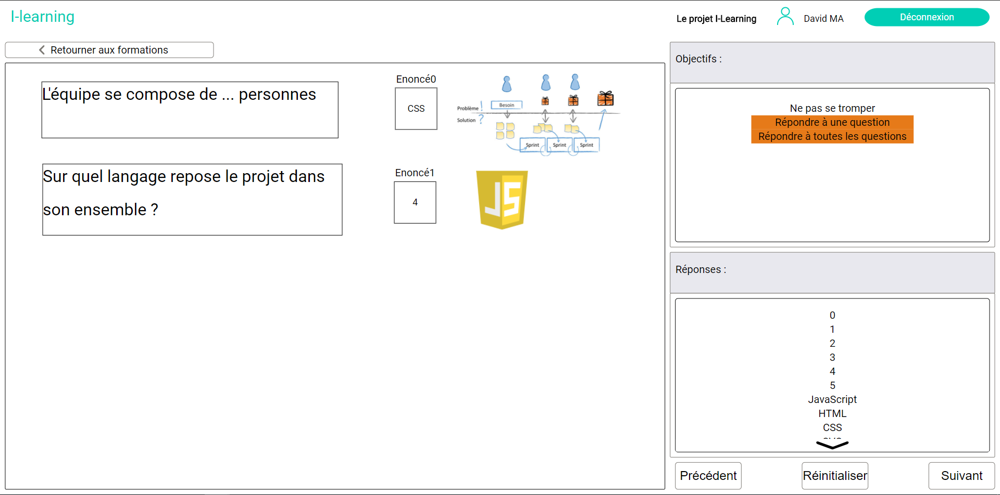 I-learning
Le projet I-Learning
David MA
Déconnexion
Retourner aux formations
L'équipe se compose de ... personnes
Enoncé0
CSS
Problème !
Besoin
Solution ?
Sprint
Sprint
Sprint
Sur quel langage repose le projet dans
son ensemble ?
Enoncé1
4
JS
Objectifs :
Ne pas se tromper
Répondre à une question
Répondre à toutes les questions
Réponses :
0
1
2
3
4
5
JavaScript
HTML
CSS
Précédent
Réinitialiser
Suivant